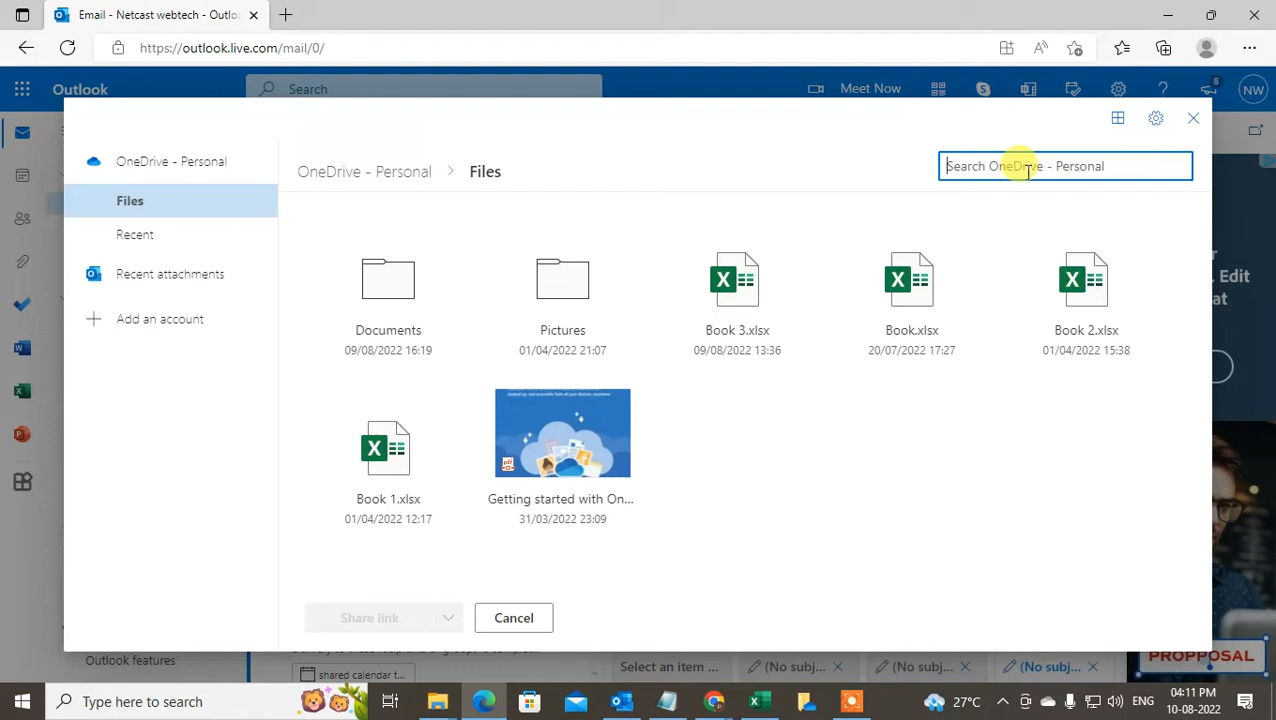 Email - Netcast webtech - Outlo
https://outlook.live.com/mail/0/
Outlook
Search
Meet Now
8
NW
OneDrive - Personal
Files
Recent
Recent attachments
Add an account
OneDrive - Personal > Files
Search OneDrive - Personal
Documents
09/08/2022 16:19
Pictures
01/04/2022 21:07
Book 3.xlsx
09/08/2022 13:36
Book.xlsx
20/07/2022 17:27
Book 2.xlsx
01/04/2022 15:38
Book 1.xlsx
01/04/2022 12:17
Getting started with On...
31/03/2022 23:09
Share link
Cancel
. Edit
at
Outlook features
shared calendar t...
Select an item ...
(No subj...
(No subj...
(No subj...
PROPPOSAL
Type here to search
27°C
ENG
04:11 PM
10-08-2022